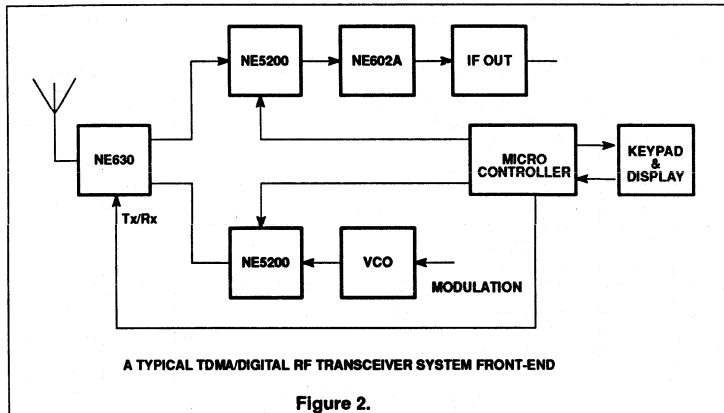 NE5200
NE602A
IF OUT
NE630
MICRO
CONTROLLER
KEYPAD
&
DISPLAY
Tx/Rx
NE5200
VCO
MODULATION
A TYPICAL TDMA/DIGITAL RF TRANSCEIVER SYSTEM FRONT-END
Figure 2.